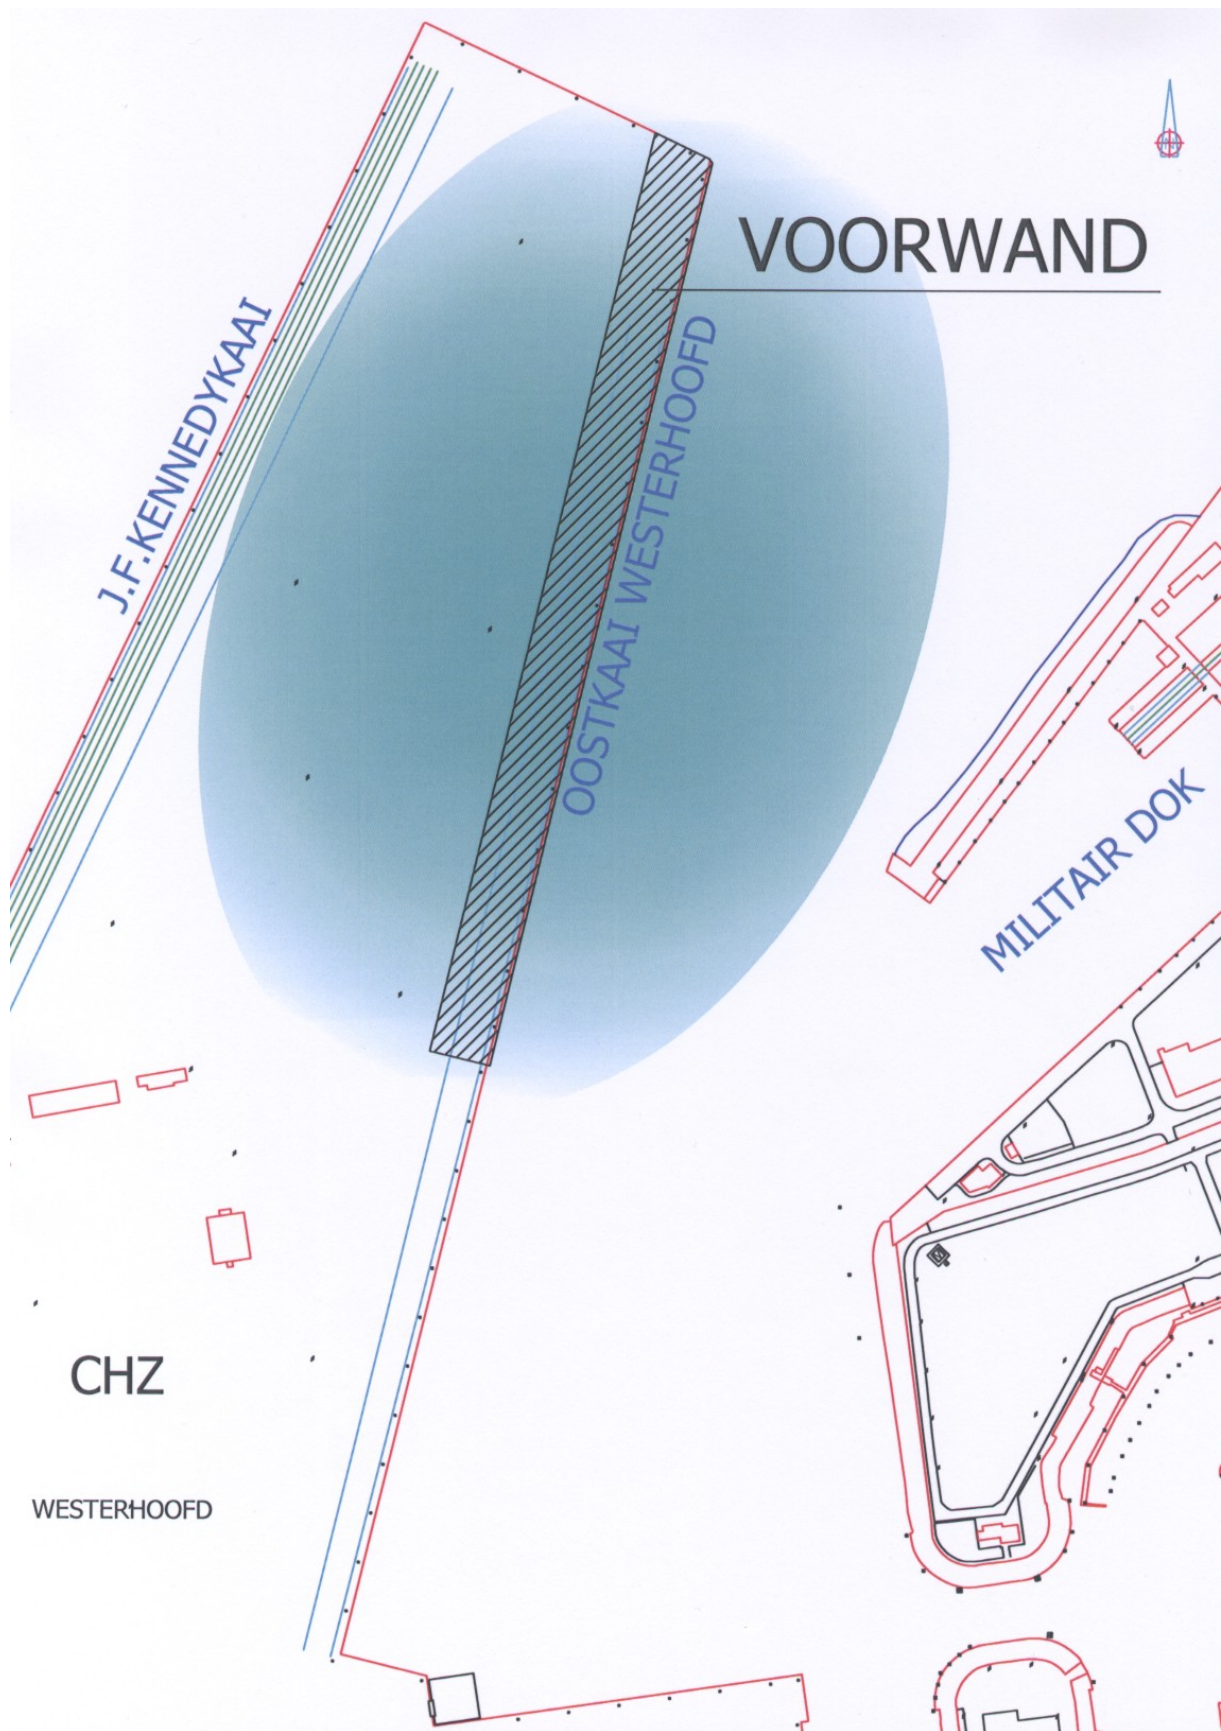 VOORWAND
J.F.KENNEDYKAAI
OOSTKAAI WESTERHOOFD
MILITAIR DOK
CHZ
WESTERHOOFD